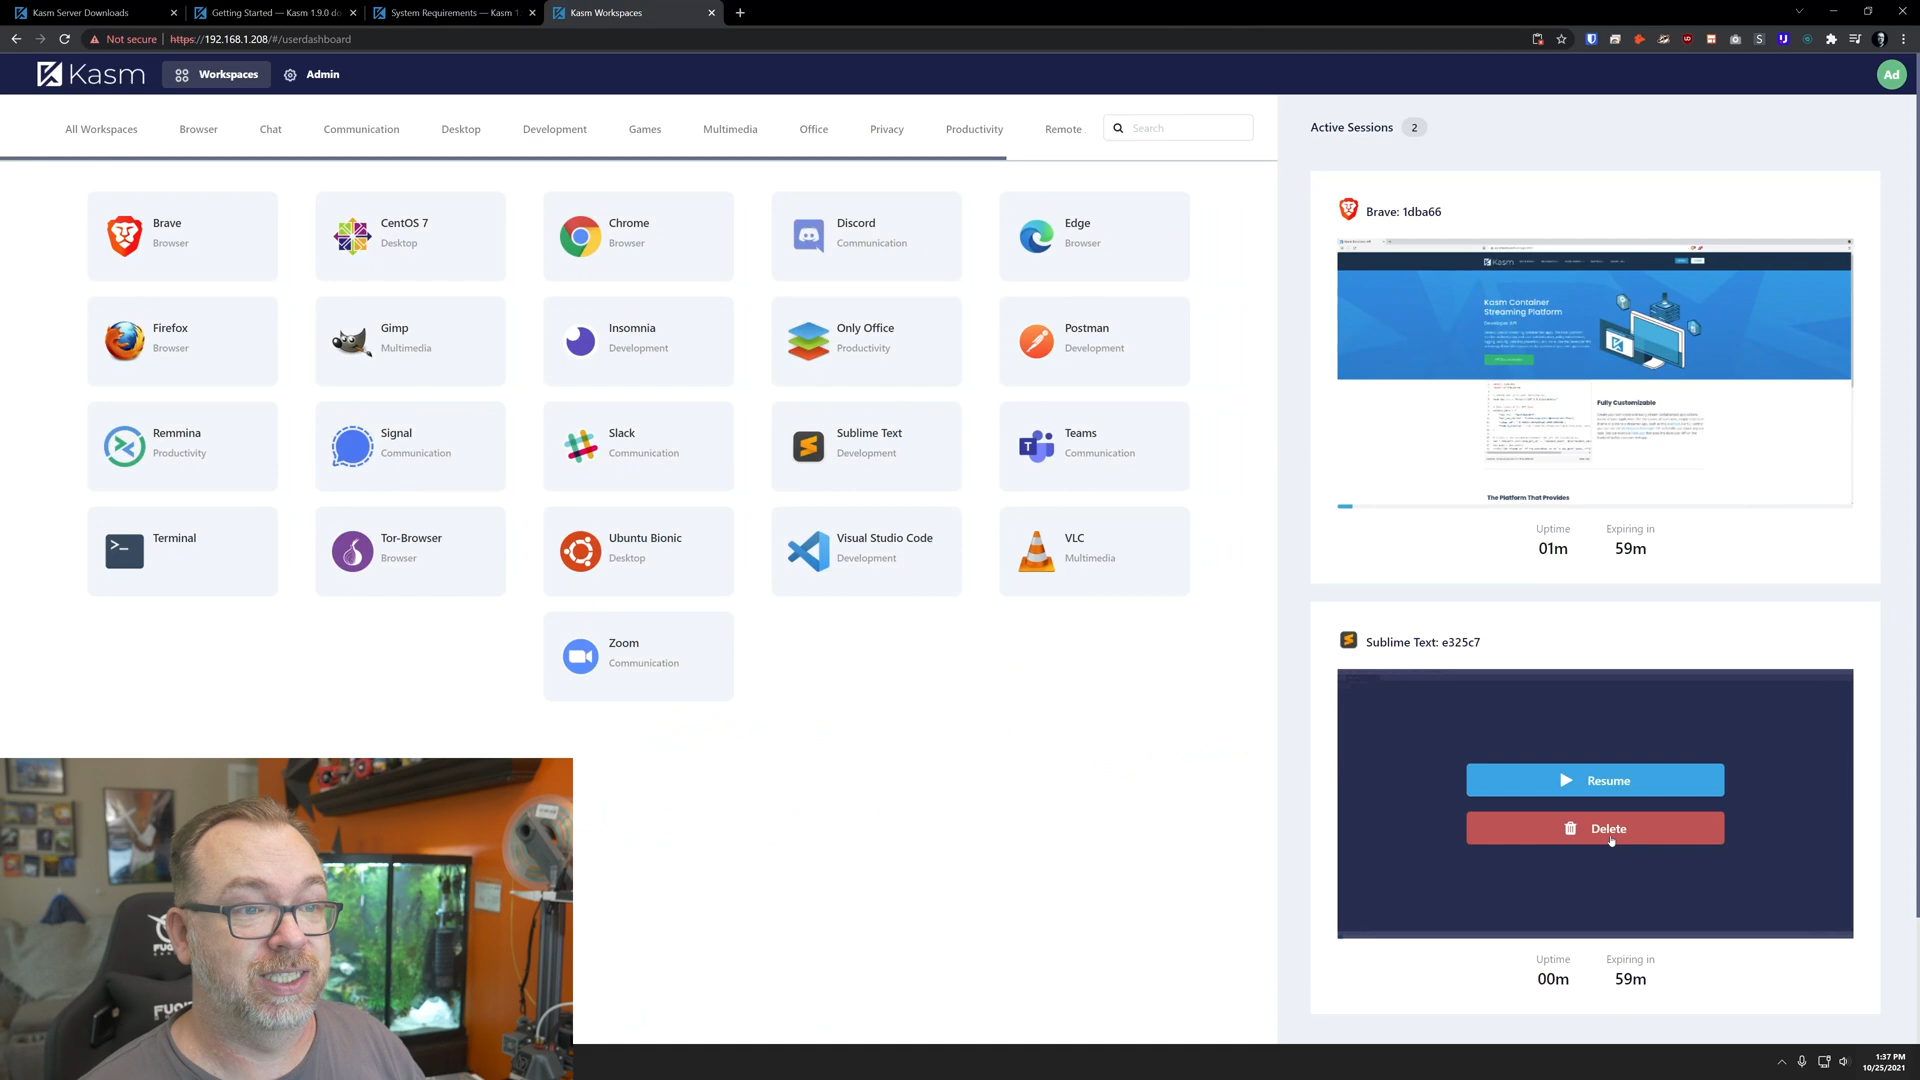 Kasm Server Downloads
Getting Started — Kasm 1.9.0 do
System Requirements — Kasm 1.
Kasm Workspaces
Not secure https://192.168.1.208/#/userdashboard
Kasm
Workspaces
Admin
Ad
All Workspaces
Browser
Chat
Communication
Desktop
Development
Games
Multimedia
Office
Privacy
Productivity
Remote
Search
Active Sessions 2
Brave
Browser
CentOS 7
Desktop
Chrome
Browser
Discord
Communication
Edge
Browser
Firefox
Browser
Gimp
Multimedia
Insomnia
Development
Only Office
Productivity
Postman
Development
Remmina
Productivity
Signal
Communication
Slack
Communication
Sublime Text
Development
Teams
Communication
Terminal
Tor-Browser
Browser
Ubuntu Bionic
Desktop
Visual Studio Code
Development
VLC
Multimedia
Zoom
Communication
Brave: 1dba66
Kasm
Kasm Container
Streaming Platform
Developer API
Fully Customizable
The Platform That Provides
Uptime
01m
Expiring in
59m
Sublime Text: e325c7
Resume
Delete
Uptime
00m
Expiring in
59m
1:37 PM
10/25/2021